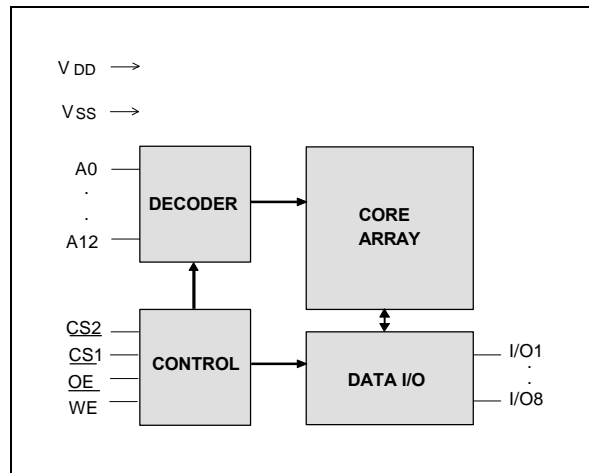 V DD
VSS
A0
.
.
A12
DECODER
CORE
ARRAY
CS2
CS1
OE
WE
CONTROL
DATA I/O
I/O1
.
.
I/O8